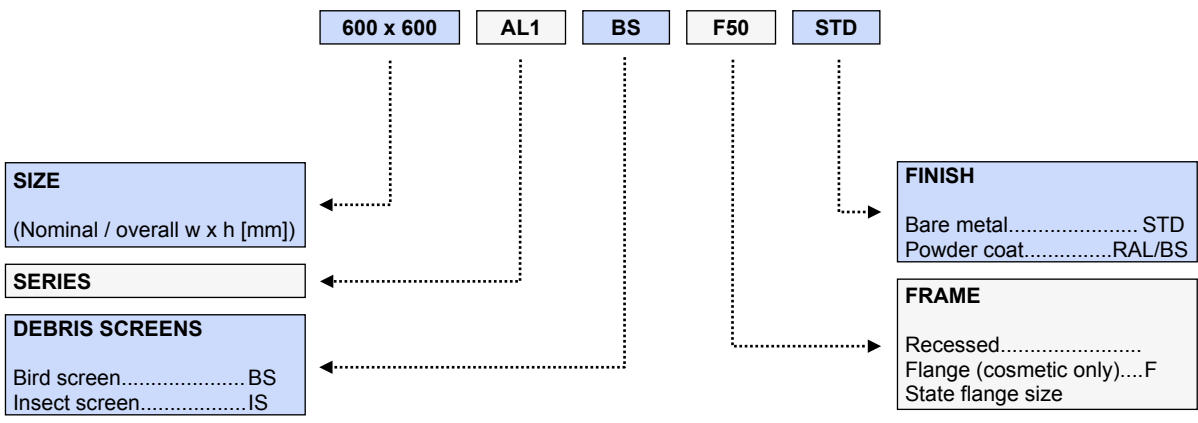 600 x 600 AL1 BS F50 STD
SIZE
(Nominal / overall w x h [mm])
SERIES
DEBRIS SCREENS
Bird screen.....................BS
Insect screen..................IS
FINISH
Bare metal...................... STD
Powder coat...............RAL/BS
FRAME
Recessed........................
Flange (cosmetic only)....F
State flange size